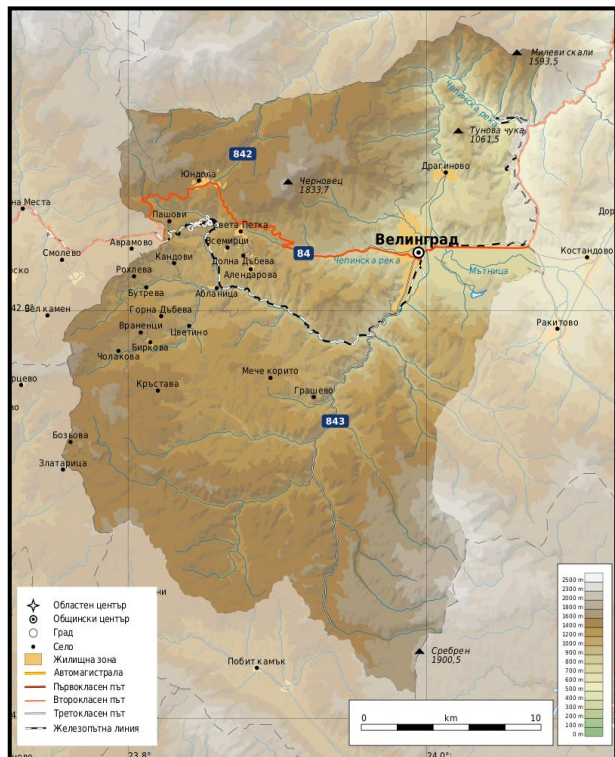 Милеви скали
1593,5
Чепинска река
Тунова чука
1061,5
842
Юндола
Черновец
1833,7
Драгиново
на Места
Пашови
Света Петка
Велинград
Аврамово
Всемирци
84
Смолево
Кандови
Долна Дъбева
Чепинска река
Костандово
Рохлева
Алендарова
Мътница
Бутрева
Абланица
42.0°
Горна Дъбева
Враненци
Цветино
Ракитово
Биркова
Чолакова
Мече корито
Кръстава
Грашево
843
Бозьова
Златарица
Сребрен
1900,5
Побит камък
Областен център
Общински център
Град
Село
Жилищна зона
Автомагистрала
Първокласен път
Второкласен път
Третокласен път
Железопътна линия
2500 m
2300 m
2000 m
1800 m
1600 m
1400 m
1200 m
1000 m
900 m
800 m
700 m
600 m
500 m
400 m
300 m
200 m
100 m
0 m
0 km 10
23.8°
24.0°